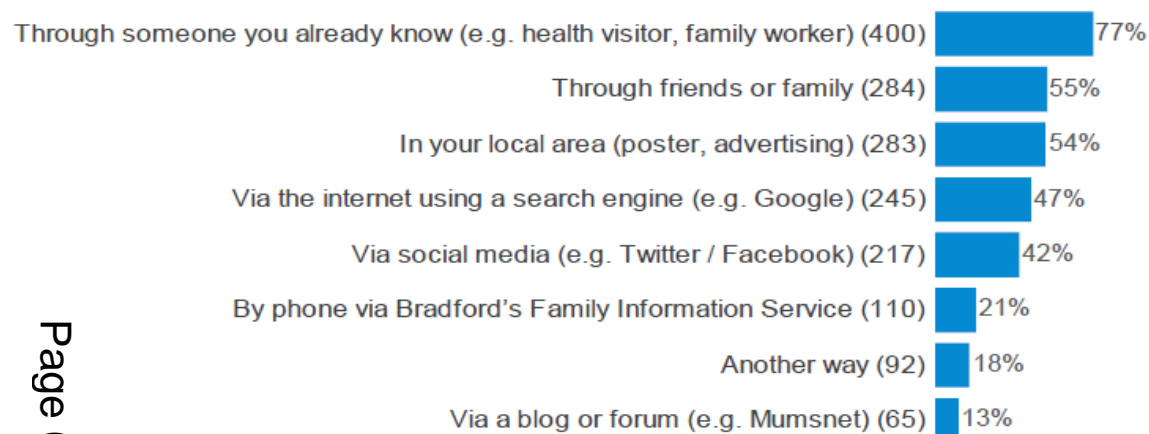 Through someone you already know (e.g. health visitor, family worker) (400) 77%
Through friends or family (284) 55%
In your local area (poster, advertising) (283) 54%
Via the internet using a search engine (e.g. Google) (245) 47%
Via social media (e.g. Twitter / Facebook) (217) 42%
By phone via Bradford's Family Information Service (110) 21%
Another way (92) 18%
Via a blog or forum (e.g. Mumsnet) (65) 13%
Page